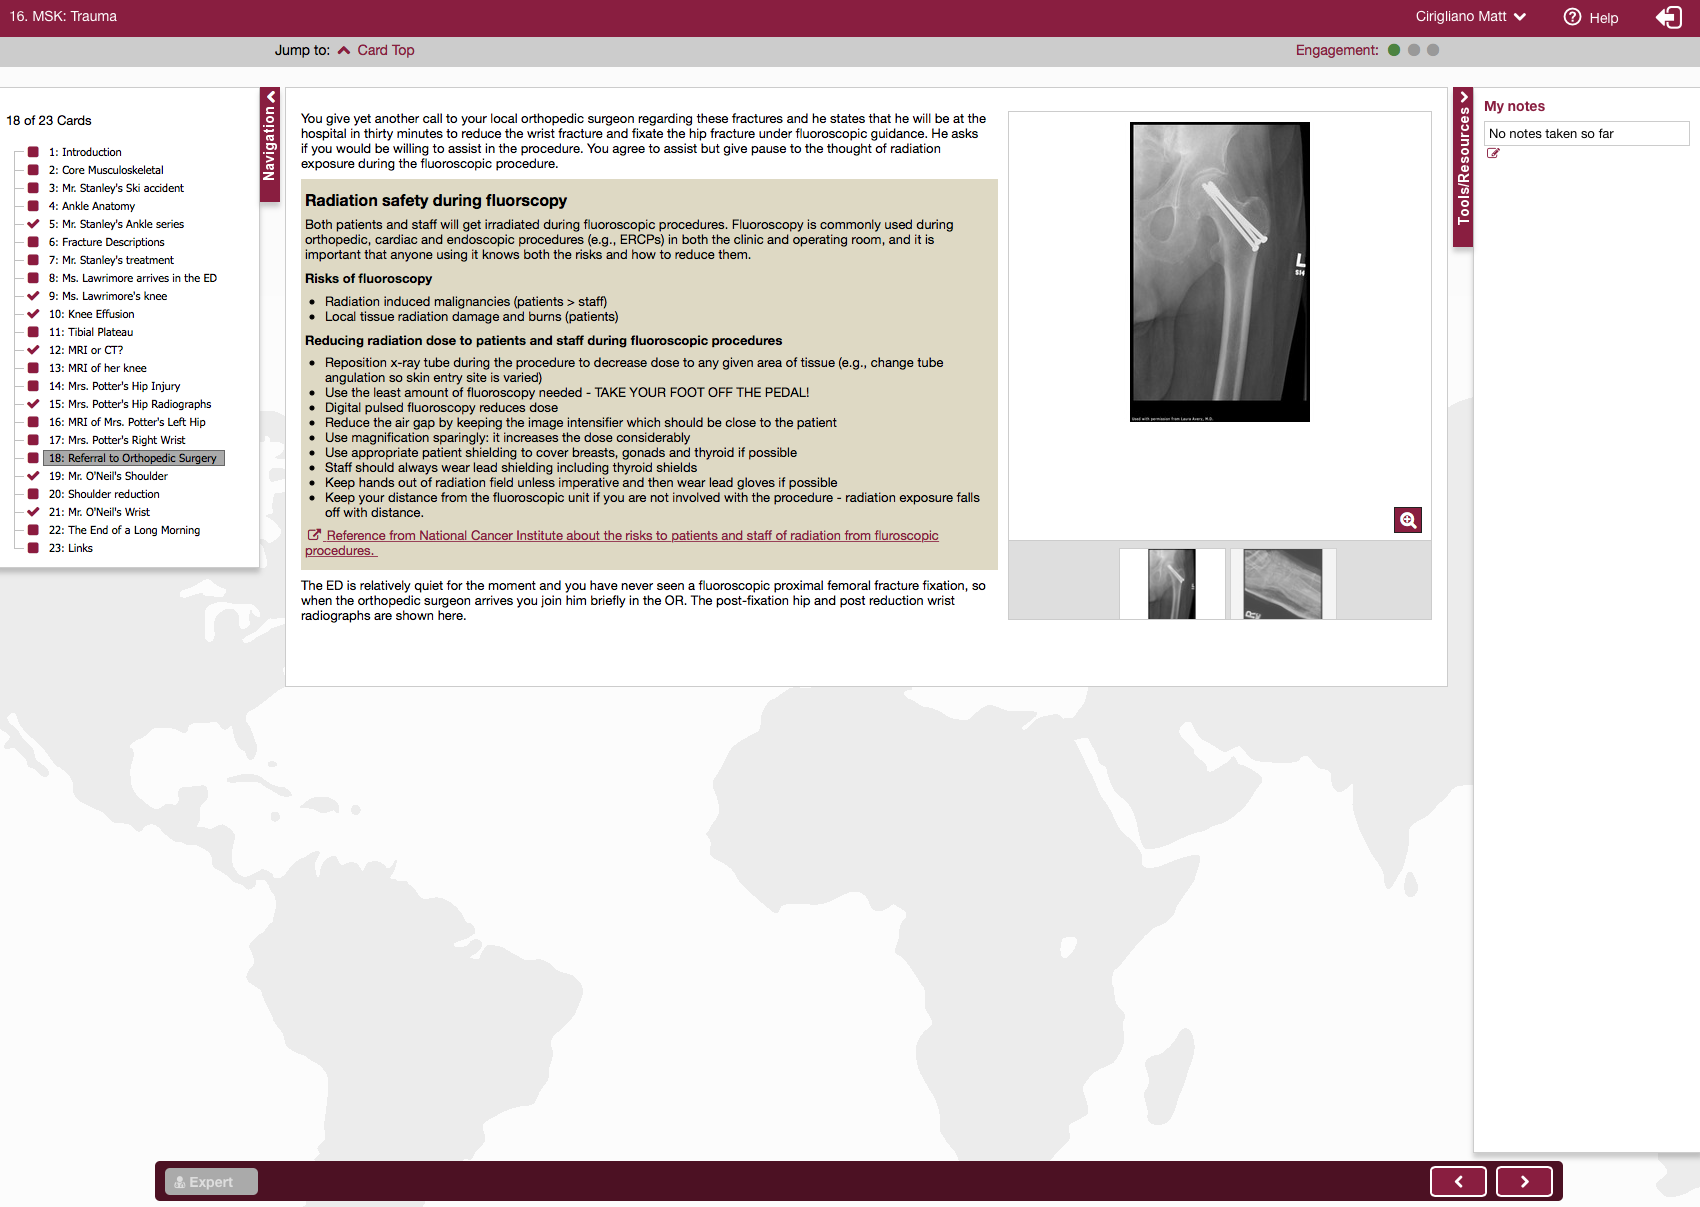 16. MSK: Trauma
Cirigliano Matt
Help
Jump to: Card Top
Engagement:
18 of 23 Cards
1: Introduction
2: Core Musculoskeletal
3: Mr. Stanley's Ski accident
4: Ankle Anatomy
5: Mr. Stanley's Ankle series
6: Fracture Descriptions
7: Mr. Stanley's treatment
8: Ms. Lawrimore arrives in the ED
9: Ms. Lawrimore's knee
10: Knee Effusion
11: Tibial Plateau
12: MRI or CT?
13: MRI of her knee
14: Mrs. Potter's Hip Injury
15: Mrs. Potter's Hip Radiographs
16: MRI of Mrs. Potter's Left Hip
17: Mrs. Potter's Right Wrist
18: Referral to Orthopedic Surgery
19: Mr. O'Neil's Shoulder
20: Shoulder reduction
21: Mr. O'Neil's Wrist
22: The End of a Long Morning
23: Links
Navigation
You give yet another call to your local orthopedic surgeon regarding these fractures and he states that he will be at the
hospital in thirty minutes to reduce the wrist fracture and fixate the hip fracture under fluoroscopic guidance. He asks
if you would be willing to assist in the procedure. You agree to assist but give pause to the thought of radiation
exposure during the fluoroscopic procedure.
Radiation safety during fluorscopy
Both patients and staff will get irradiated during fluoroscopic procedures. Fluoroscopy is commonly used during
orthopedic, cardiac and endoscopic procedures (e.g., ERCPs) in both the clinic and operating room, and it is
important that anyone using it knows both the risks and how to reduce them.
Risks of fluoroscopy
Radiation induced malignancies (patients > staff)
Local tissue radiation damage and burns (patients)
Reducing radiation dose to patients and staff during fluoroscopic procedures
Reposition x-ray tube during the procedure to decrease dose to any given area of tissue (e.g., change tube
angulation so skin entry site is varied)
Use the least amount of fluoroscopy needed - TAKE YOUR FOOT OFF THE PEDAL!
Digital pulsed fluoroscopy reduces dose
Reduce the air gap by keeping the image intensifier which should be close to the patient
Use magnification sparingly: it increases the dose considerably
Use appropriate patient shielding to cover breasts, gonads and thyroid if possible
Staff should always wear lead shielding including thyroid shields
Keep hands out of radiation field unless imperative and then wear lead gloves if possible
Keep your distance from the fluoroscopic unit if you are not involved with the procedure - radiation exposure falls
off with distance.
Reference from National Cancer Institute about the risks to patients and staff of radiation from fluroscopic
procedures.
The ED is relatively quiet for the moment and you have never seen a fluoroscopic proximal femoral fracture fixation, so
when the orthopedic surgeon arrives you join him briefly in the OR. The post-fixation hip and post reduction wrist
radiographs are shown here.
L
Used with permission from Laura Avery, M.D.
Tools/Resources
My notes
No notes taken so far
Expert